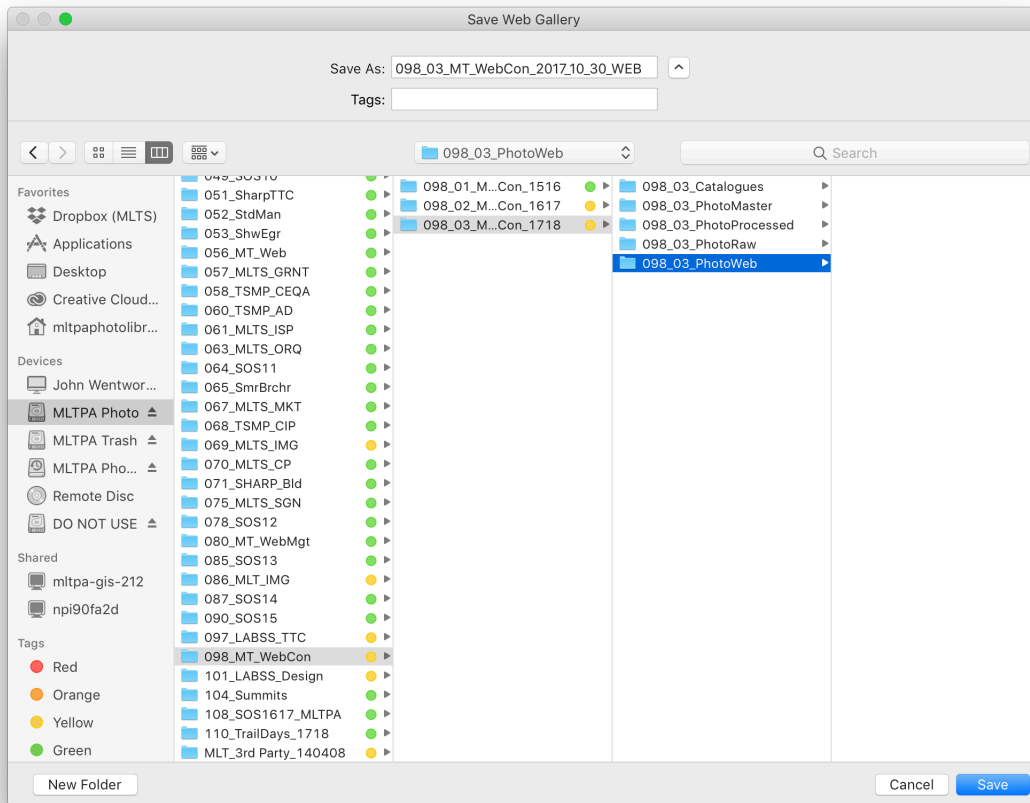 Save Web Gallery
Save As: 098_03_MT_WebCon_2017_10_30_WEB
Tags:
098_03_PhotoWeb
Search
Favorites
Dropbox (MLTS)
Applications
Desktop
Creative Cloud...
mltpaphotolibr...
Devices
John Wentwor...
MLTPA Photo
MLTPA Trash
MLTPA Pho...
Remote Disc
DO NOT USE
Shared
mltpa-gis-212
npi90fa2d
Tags
Red
Orange
Yellow
Green
049_SOS10
051_SharpTTC
052_StdMan
053_ShwEgr
056_MT_Web
057_MLTS_GRNT
058_TSMP_CEQA
060_TSMP_AD
061_MLTS_ISP
063_MLTS_ORQ
064_SOS11
065_SmrBrchr
067_MLTS_MKT
068_TSMP_CIP
069_MLTS_IMG
070_MLTS_CP
071_SHARP_Bld
075_MLTS_SGN
078_SOS12
080_MT_WebMgt
085_SOS13
086_MLT_IMG
087_SOS14
090_SOS15
097_LABSS_TTC
098_MT_WebCon
101_LABSS_Design
104_Summits
108_SOS1617_MLTPA
110_TrailDays_1718
MLT_3rd Party_140408
098_01_M...Con_1516
098_02_M...Con_1617
098_03_M...Con_1718
098_03_Catalogues
098_03_PhotoMaster
098_03_PhotoProcessed
098_03_PhotoRaw
098_03_PhotoWeb
New Folder
Cancel
Save